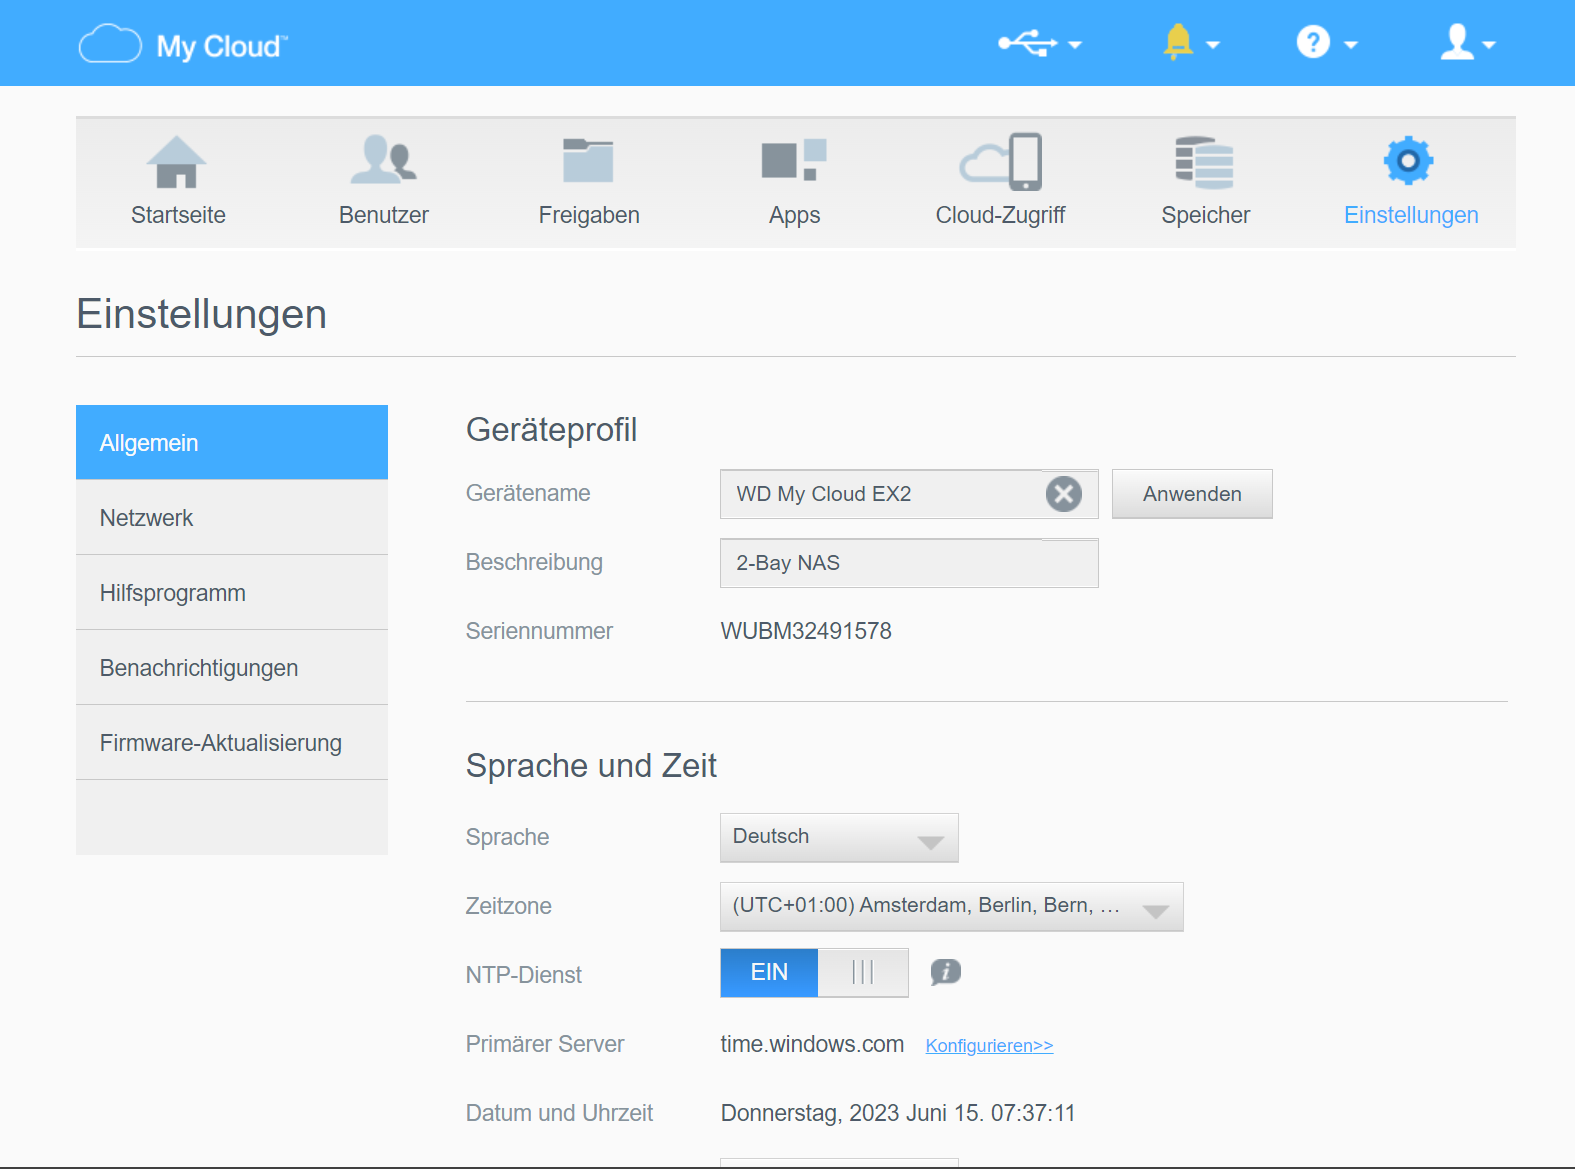 My Cloud™
Startseite
Benutzer
Freigaben
Apps
Cloud-Zugriff
Speicher
Einstellungen
Einstellungen
Allgemein
Netzwerk
Hilfsprogramm
Benachrichtigungen
Firmware-Aktualisierung
Geräteprofil
Gerätename WD My Cloud EX2 Anwenden
Beschreibung 2-Bay NAS
Seriennummer WUBM32491578
Sprache und Zeit
Sprache Deutsch
Zeitzone (UTC+01:00) Amsterdam, Berlin, Bern, ...
NTP-Dienst EIN
Primärer Server time.windows.com Konfigurieren>>
Datum und Uhrzeit Donnerstag, 2023 Juni 15. 07:37:11